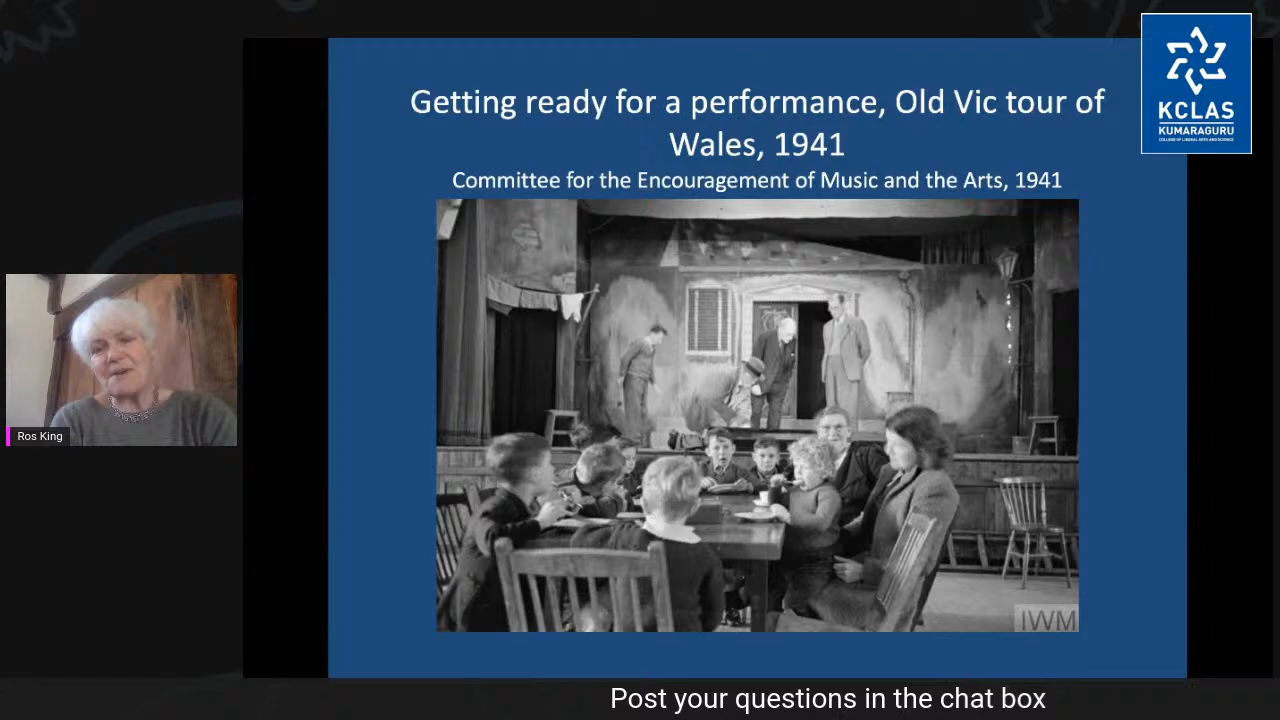 Getting ready for a performance, Old Vic tour of
Wales, 1941
Committee for the Encouragement of Music and the Arts, 1941
KCLAS
KUMARAGURU
COLLEGE OF LIBERAL ARTS AND SCIENCE
Ros King
IWM
Post your questions in the chat box